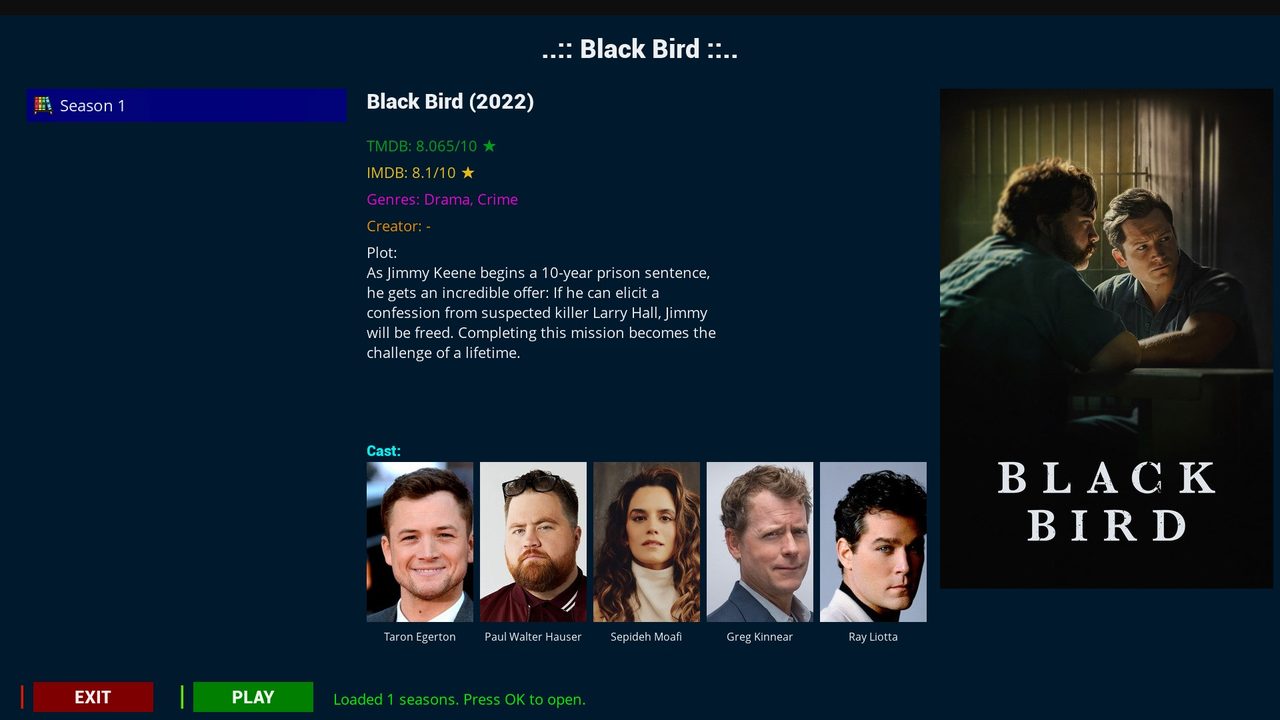 ..:: Black Bird ::..
Season 1
Black Bird (2022)
TMDB: 8.065/10 ★
IMDB: 8.1/10 ★
Genres: Drama, Crime
Creator: -
Plot:
As Jimmy Keene begins a 10-year prison sentence,
he gets an incredible offer: If he can elicit a
confession from suspected killer Larry Hall, Jimmy
will be freed. Completing this mission becomes the
challenge of a lifetime.
Cast:
Taron Egerton
Paul Walter Hauser
Sepideh Moafi
Greg Kinnear
Ray Liotta
BLACK
BIRD
EXIT
PLAY
Loaded 1 seasons. Press OK to open.